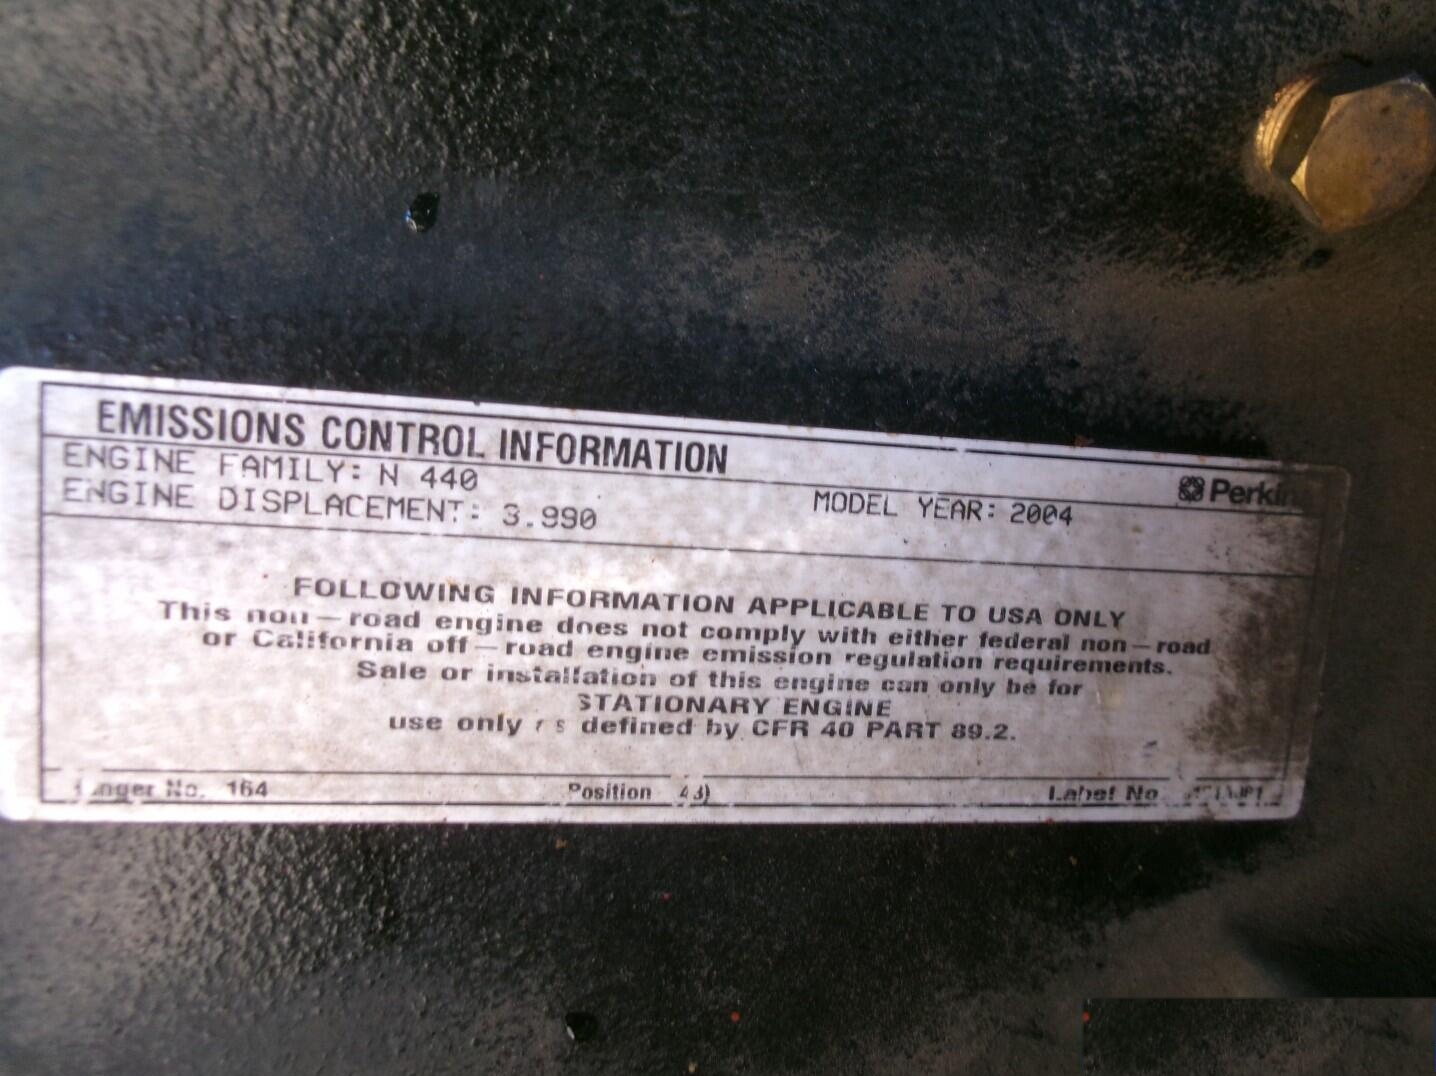 EMISSIONS CONTROL INFORMATION
Perkin
ENGINE FAMILY: N 440
ENGINE DISPLACEMENT: 3.990
MODEL YEAR: 2004
FOLLOWING INFORMATION APPLICABLE TO USA ONLY
This non-road engine does not comply with either federal non-road
or California off-road engine emission regulation requirements.
Sale or installation of this engine can only be for
STATIONARY ENGINE
use only defined by CFR 40 PART 89.2.
No. 164
Position
Label No